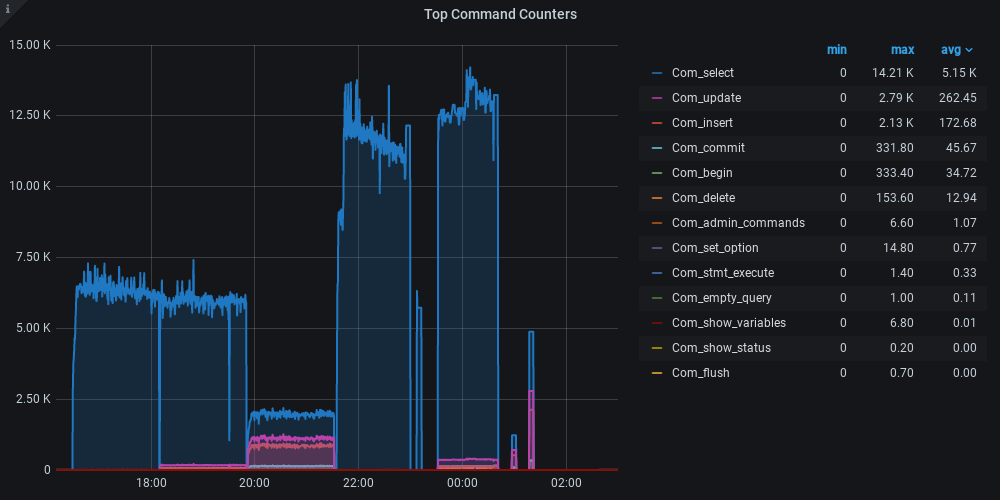 i
Top Command Counters
15.00 K
12.50 K
10.00 K
7.50 K
5.00 K
2.50 K
0
18:00 20:00 22:00 00:00 02:00
min max avg
Com_select 0 14.21 K 5.15 K
Com_update 0 2.79 K 262.45
Com_insert 0 2.13 K 172.68
Com_commit 0 331.80 45.67
Com_begin 0 333.40 34.72
Com_delete 0 153.60 12.94
Com_admin_commands 0 6.60 1.07
Com_set_option 0 14.80 0.77
Com_stmt_execute 0 1.40 0.33
Com_empty_query 0 1.00 0.11
Com_show_variables 0 6.80 0.01
Com_show_status 0 0.20 0.00
Com_flush 0 0.70 0.00